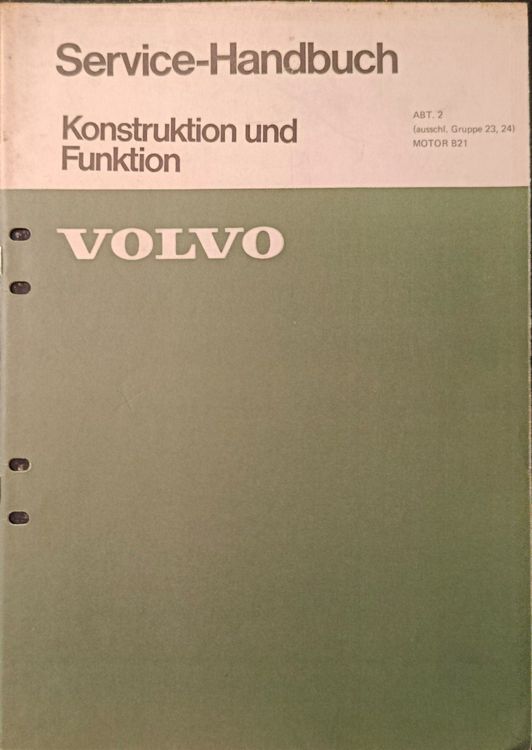 Service-Handbuch
Konstruktion und
Funktion
ABT. 2
(ausschl. Gruppe 23, 24)
MOTOR B21
VOLVO